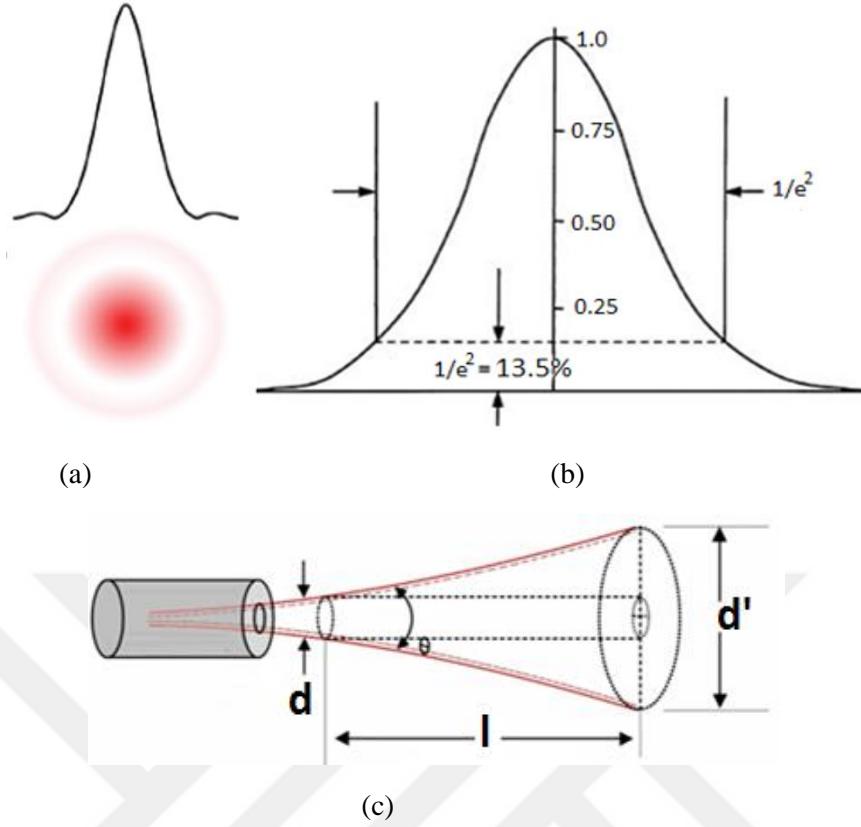 1.0
0.75
1/e²
0.50
0.25
1/e² = 13.5%
(a)
(b)
d'
θ
d
l
(c)